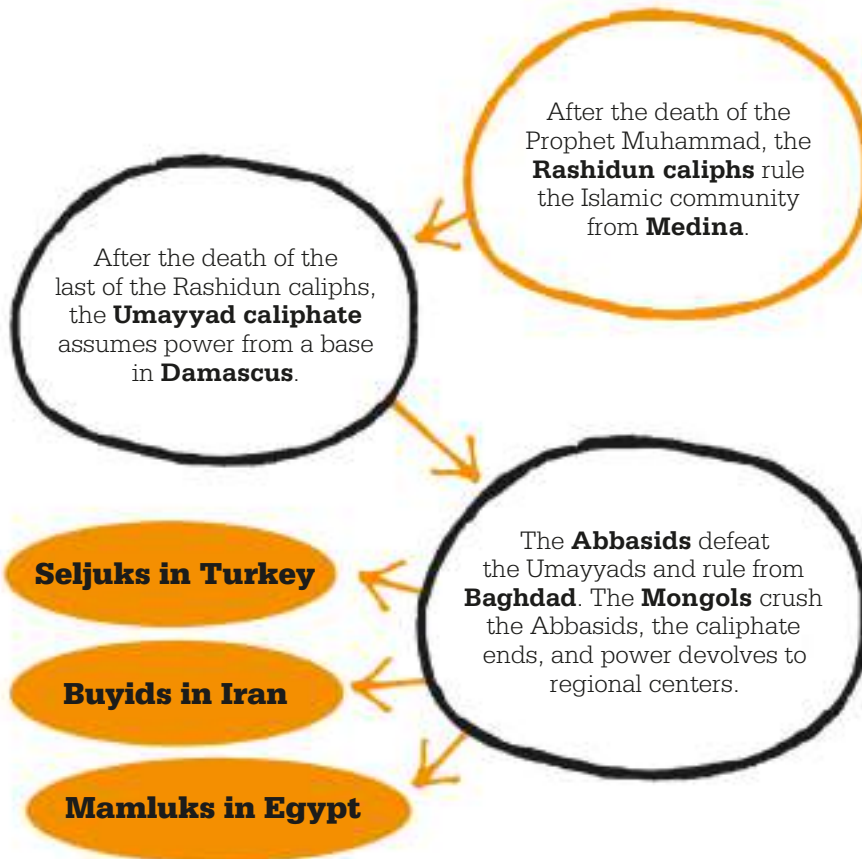 After the death of the
Prophet Muhammad, the
Rashidun caliphs rule
the Islamic community
from Medina.
After the death of the
last of the Rashidun caliphs,
the Umayyad caliphate
assumes power from a base
in Damascus.
The Abbasids defeat
the Umayyads and rule from
Baghdad. The Mongols crush
the Abbasids, the caliphate
ends, and power devolves to
regional centers.
Seljuks in Turkey
Buyids in Iran
Mamluks in Egypt